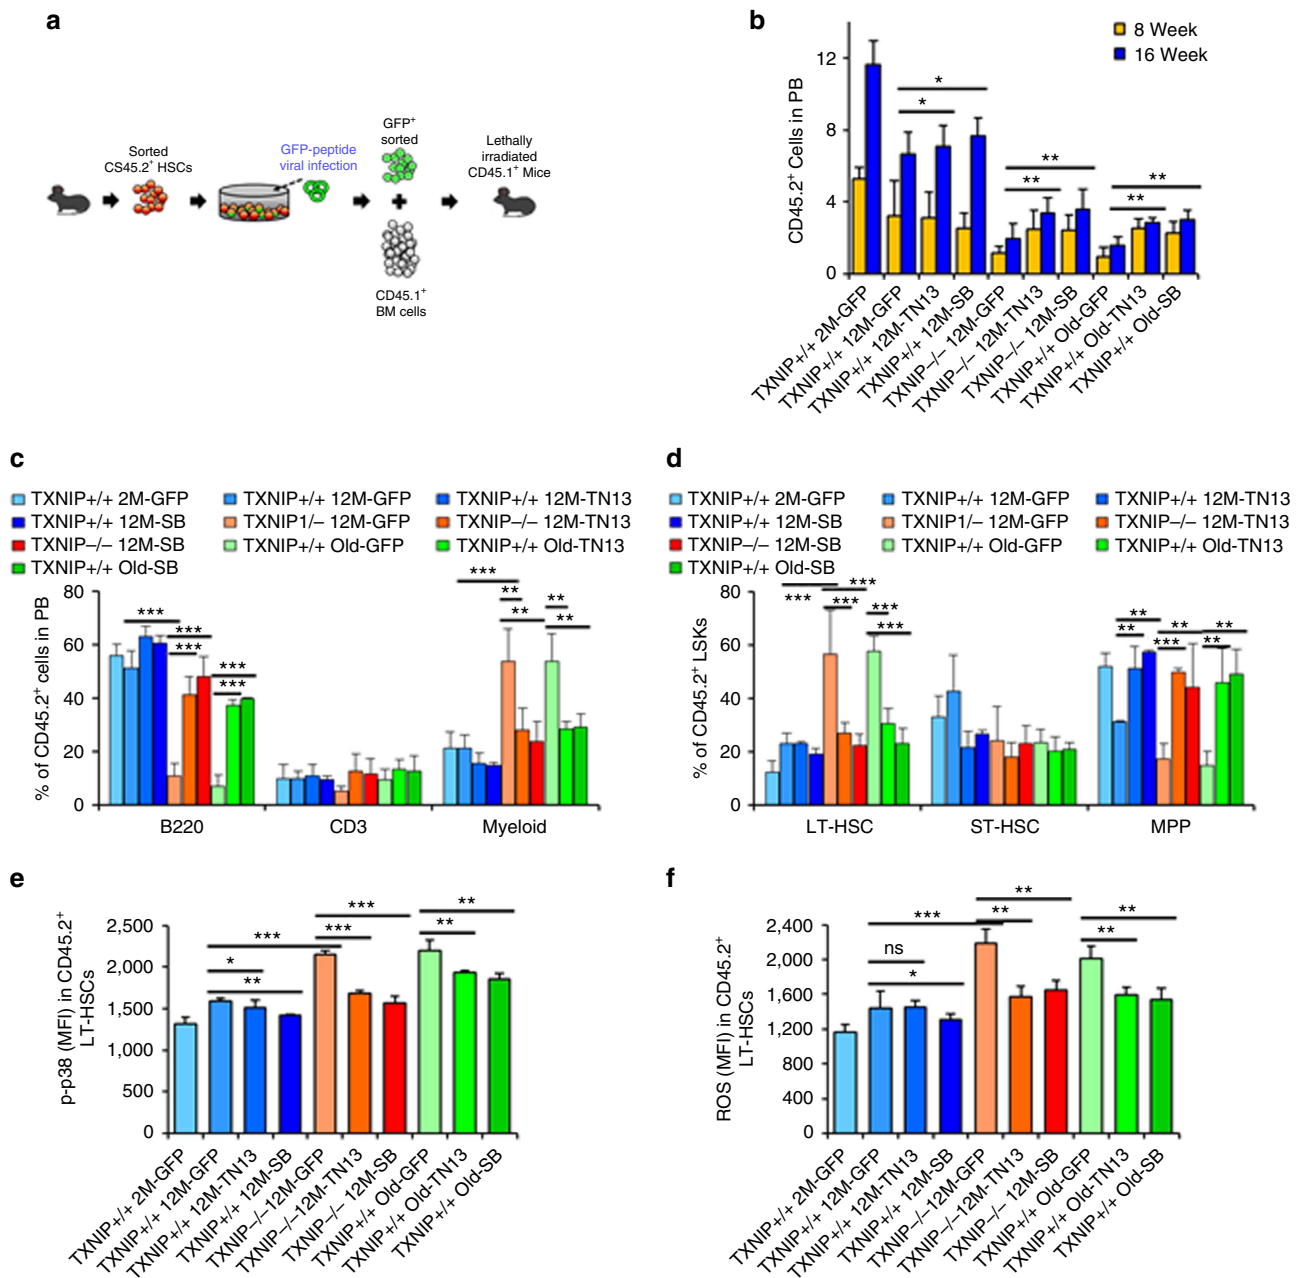 a
Sorted
CS45.2+ HSCs
GFP-peptide
viral infection
GFP+
sorted
CD45.1+
BM cells
Lethally
irradiated
CD45.1+ Mice
b
8 Week
16 Week
CD45.2+ Cells in PB
12
8
4
0
*
*
**
**
**
**
TXNIP+/+ 2M-GFP
TXNIP+/+ 12M-GFP
TXNIP+/+ 12M-TN13
TXNIP+/+ 12M-SB
TXNIP–/– 12M-GFP
TXNIP–/– 12M-TN13
TXNIP–/– 12M-SB
TXNIP+/+ Old-GFP
TXNIP+/+ Old-TN13
TXNIP+/+ Old-SB
c
TXNIP+/+ 2M-GFP
TXNIP+/+ 12M-GFP
TXNIP+/+ 12M-TN13
TXNIP+/+ 12M-SB
TXNIP1/– 12M-GFP
TXNIP–/– 12M-TN13
TXNIP–/– 12M-SB
TXNIP+/+ Old-GFP
TXNIP+/+ Old-TN13
TXNIP+/+ Old-SB
% of CD45.2+ cells in PB
80
60
40
20
0
***
***
***
***
***
***
**
**
**
**
B220
CD3
Myeloid
d
TXNIP+/+ 2M-GFP
TXNIP+/+ 12M-GFP
TXNIP+/+ 12M-TN13
TXNIP+/+ 12M-SB
TXNIP1/– 12M-GFP
TXNIP–/– 12M-TN13
TXNIP–/– 12M-SB
TXNIP+/+ Old-GFP
TXNIP+/+ Old-TN13
TXNIP+/+ Old-SB
% of CD45.2+ LSKs
80
60
40
20
0
***
***
***
***
***
**
**
**
***
**
**
LT-HSC
ST-HSC
MPP
e
p-p38 (MFI) in CD45.2+
LT-HSCs
2,500
2,000
1,500
1,000
500
0
***
*
**
***
***
**
**
TXNIP+/+ 2M-GFP
TXNIP+/+ 12M-GFP
TXNIP+/+ 12M-TN13
TXNIP+/+ 12M-SB
TXNIP–/– 12M-GFP
TXNIP–/–12M-TN13
TXNIP–/– 12M-SB
TXNIP+/+ Old-GFP
TXNIP+/+ Old-TN13
TXNIP+/+ Old-SB
f
ROS (MFI) in CD45.2+
LT-HSCs
2,400
2,000
1,600
1,200
800
400
0
***
ns
*
**
**
**
**
TXNIP+/+ 2M-GFP
TXNIP+/+ 12M-GFP
TXNIP+/+ 12M-TN13
TXNIP+/+ 12M-SB
TXNIP–/– 12M-GFP
TXNIP–/–12M-TN13
TXNIP–/– 12M-SB
TXNIP+/+ Old-GFP
TXNIP+/+ Old-TN13
TXNIP+/+ Old-SB